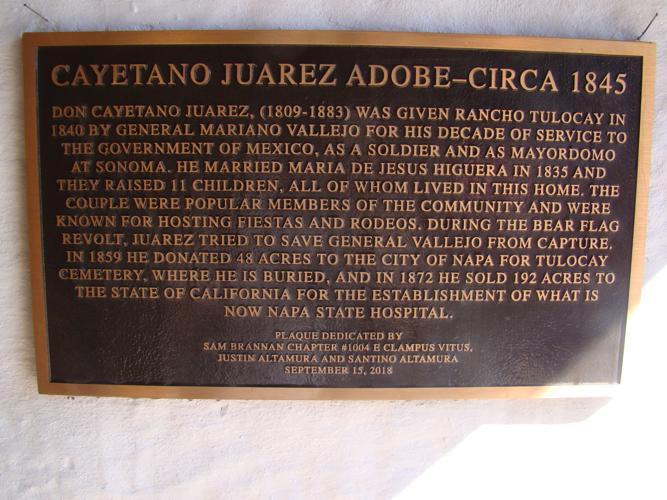 CAYETANO JUAREZ ADOBE–CIRCA 1845
DON CAYETANO JUAREZ, (1809-1883) WAS GIVEN RANCHO TULOCAY IN
1840 BY GENERAL MARIANO VALLEJO FOR HIS DECADE OF SERVICE TO
THE GOVERNMENT OF MEXICO, AS A SOLDIER AND AS MAYORDOMO
AT SONOMA. HE MARRIED MARIA DE JESUS HIGUERA IN 1835 AND
THEY RAISED 11 CHILDREN, ALL OF WHOM LIVED IN THIS HOME. THE
COUPLE WERE POPULAR MEMBERS OF THE COMMUNITY AND WERE
KNOWN FOR HOSTING FIESTAS AND RODEOS. DURING THE BEAR FLAG
REVOLT, JUAREZ TRIED TO SAVE GENERAL VALLEJO FROM CAPTURE.
IN 1859 HE DONATED 48 ACRES TO THE CITY OF NAPA FOR TULOCAY
CEMETERY, WHERE HE IS BURIED, AND IN 1872 HE SOLD 192 ACRES TO
THE STATE OF CALIFORNIA FOR THE ESTABLISHMENT OF WHAT IS
NOW NAPA STATE HOSPITAL.
PLAQUE DEDICATED BY
SAM BRANNAN CHAPTER #1004 E CLAMPUS VITUS,
JUSTIN ALTAMURA AND SANTINO ALTAMURA
SEPTEMBER 15, 2018